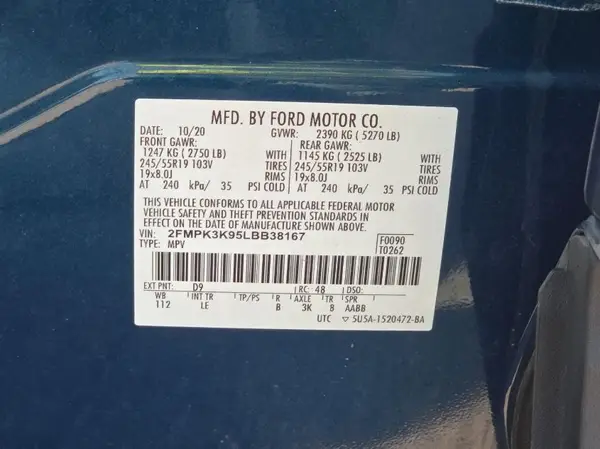 MFD. BY FORD MOTOR CO.
DATE: 10/20 GVWR: 2390 KG ( 5270 LB)
FRONT GAWR: REAR GAWR:
1247 KG ( 2750 LB) WITH 1145 KG ( 2525 LB) WITH
245/55R19 103V TIRES 245/55R19 103V TIRES
19x8.0J RIMS 19x8.0J RIMS
AT 240 kPa/ 35 PSI COLD AT 240 kPa/ 35 PSI COLD
THIS VEHICLE CONFORMS TO ALL APPLICABLE FEDERAL MOTOR
VEHICLE SAFETY AND THEFT PREVENTION STANDARDS IN
EFFECT ON THE DATE OF MANUFACTURE SHOWN ABOVE.
VIN: 2FMPK3K95LBB38167 F0090
TYPE: MPV T0262
EXT PNT: D9 RC: 48 DSO:
WB INT TR TP/PS R AXLE TR SPR
112 LE B 3K 8 AABB
UTC ▽ 5U5A-1520472-BA